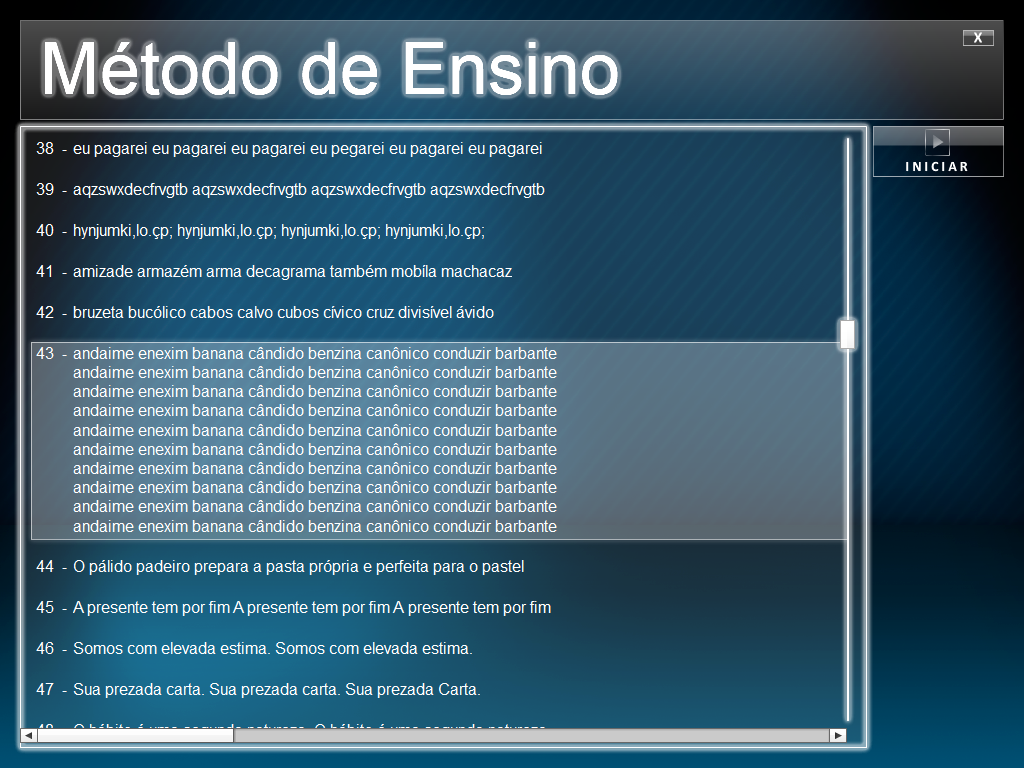 Método de Ensino
X
INICIAR
38 - eu pagarei eu pagarei eu pagarei eu pegarei eu pagarei eu pagarei
39 - aqzswxdecfrvgtb aqzswxdecfrvgtb aqzswxdecfrvgtb aqzswxdecfrvgtb
40 - hynjumki,lo.çp; hynjumki,lo.çp; hynjumki,lo.çp; hynjumki,lo.çp;
41 - amizade armazém arma decagrama também mobíla machacaz
42 - bruzeta bucólico cabos calvo cubos cívico cruz divisível ávido
43 - andaime enexim banana cândido benzina canônico conduzir barbante
andaime enexim banana cândido benzina canônico conduzir barbante
andaime enexim banana cândido benzina canônico conduzir barbante
andaime enexim banana cândido benzina canônico conduzir barbante
andaime enexim banana cândido benzina canônico conduzir barbante
andaime enexim banana cândido benzina canônico conduzir barbante
andaime enexim banana cândido benzina canônico conduzir barbante
andaime enexim banana cândido benzina canônico conduzir barbante
andaime enexim banana cândido benzina canônico conduzir barbante
andaime enexim banana cândido benzina canônico conduzir barbante
44 - O pálido padeiro prepara a pasta própria e perfeita para o pastel
45 - A presente tem por fim A presente tem por fim A presente tem por fim
46 - Somos com elevada estima. Somos com elevada estima.
47 - Sua prezada carta. Sua prezada carta. Sua prezada Carta.